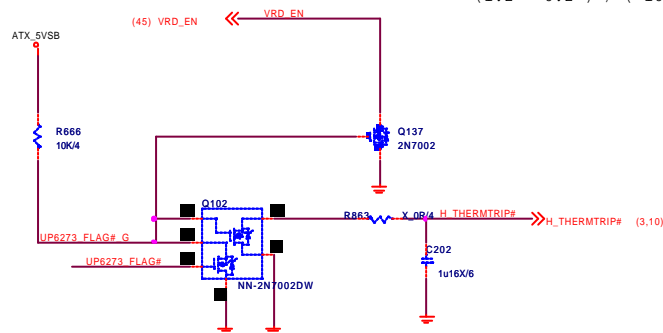 (45) VRD_EN
VRD_EN
ATX_5VSB
R666
10K/4
Q137
2N7002
Q102
R863
X_0R/4
H_THERMTRIP#
H_THERMTRIP# (3,10)
UP6273_FLAG#_G
C202
UP6273_FLAG#
1u16X/6
NN-2N7002DW